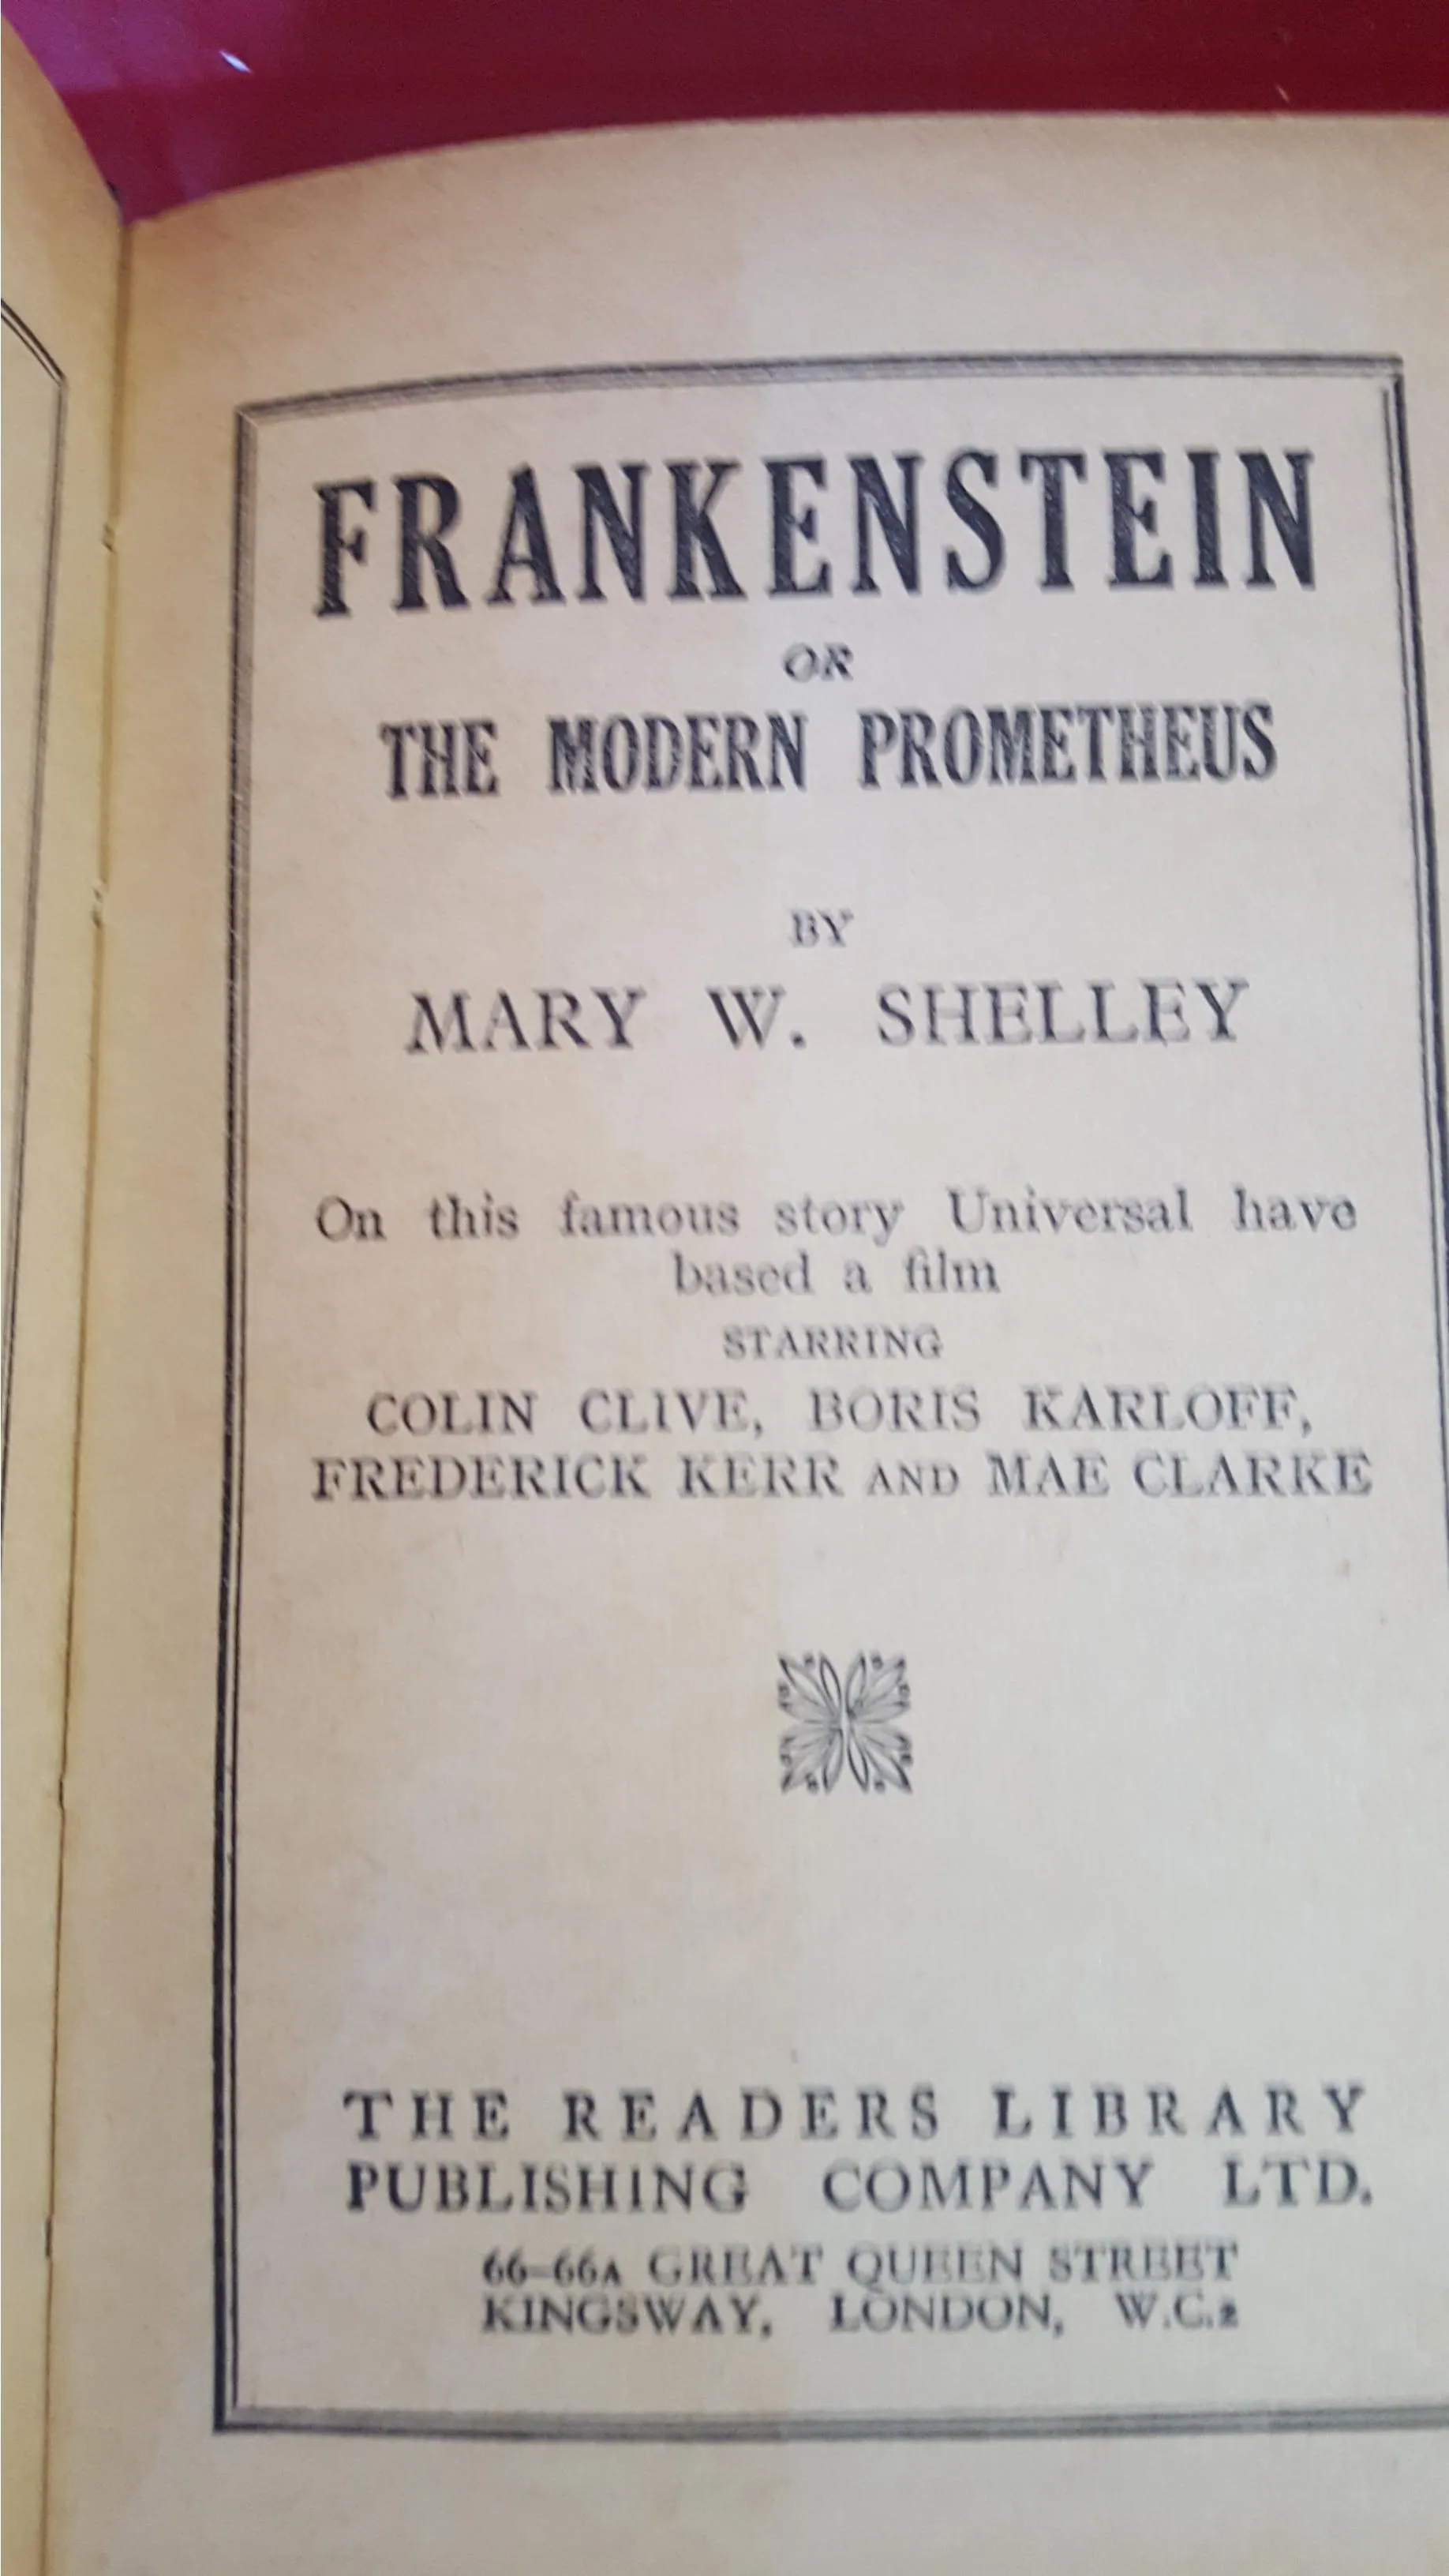 FRANKENSTEIN
OR
THE MODERN PROMETHEUS
BY
MARY W. SHELLEY
On this famous story Universal have
based a film
STARRING
COLIN CLIVE, BORIS KARLOFF,
FREDERICK KERR AND MAE CLARKE
THE READERS LIBRARY
PUBLISHING COMPANY LTD.
66-66A GREAT QUEEN STREET
KINGSWAY, LONDON, W.C.2